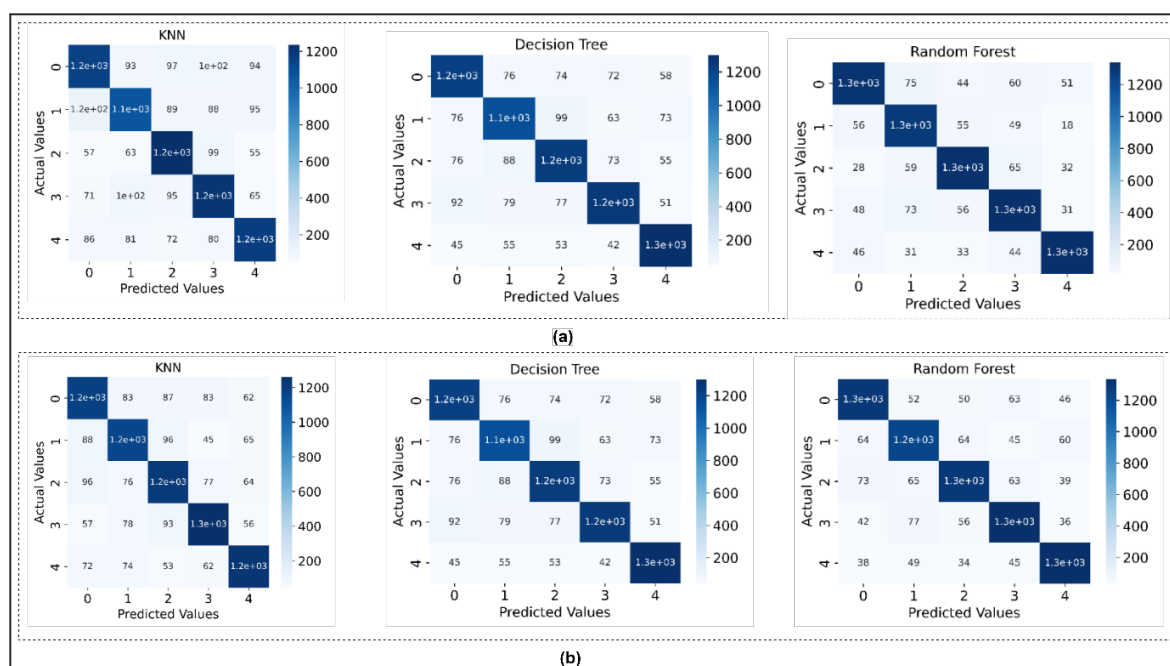 KNN
0 1.2e+03 93 97 1e+02 94
1 1.2e+02 1.1e+03 89 88 95
2 57 63 1.2e+03 99 55
3 71 1e+02 95 1.2e+03 65
4 86 81 72 80 1.2e+03
0 1 2 3 4
Predicted Values
Actual Values
1200
1000
800
600
400
200
Decision Tree
0 1.2e+03 76 74 72 58
1 76 1.1e+03 99 63 73
2 76 88 1.2e+03 73 55
3 92 79 77 1.2e+03 51
4 45 55 53 42 1.3e+03
0 1 2 3 4
Predicted Values
Actual Values
1200
1000
800
600
400
200
Random Forest
0 1.3e+03 75 44 60 51
1 56 1.3e+03 55 49 18
2 28 59 1.3e+03 65 32
3 48 73 56 1.3e+03 31
4 46 31 33 44 1.3e+03
0 1 2 3 4
Predicted Values
Actual Values
1200
1000
800
600
400
200
(a)
KNN
0 1.2e+03 83 87 83 62
1 88 1.2e+03 96 45 65
2 96 76 1.2e+03 77 64
3 57 78 93 1.3e+03 56
4 72 74 53 62 1.2e+03
0 1 2 3 4
Predicted Values
Actual Values
1200
1000
800
600
400
200
Decision Tree
0 1.2e+03 76 74 72 58
1 76 1.1e+03 99 63 73
2 76 88 1.2e+03 73 55
3 92 79 77 1.2e+03 51
4 45 55 53 42 1.3e+03
0 1 2 3 4
Predicted Values
Actual Values
1200
1000
800
600
400
200
Random Forest
0 1.3e+03 52 50 63 46
1 64 1.2e+03 64 45 60
2 73 65 1.3e+03 63 39
3 42 77 56 1.3e+03 36
4 38 49 34 45 1.3e+03
0 1 2 3 4
Predicted Values
Actual Values
1200
1000
800
600
400
200
(b)